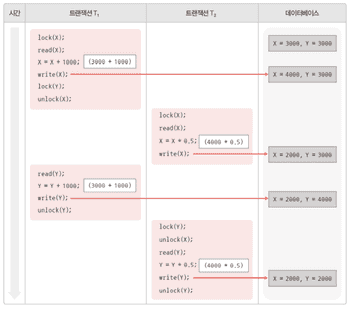 시간
트랜잭션 T₁
트랜잭션 T₂
데이터베이스
X = 3000, Y = 3000
lock(X);
read(X);
X = X + 1000; (3000 + 1000)
write(X);
X = 4000, Y = 3000
lock(Y);
unlock(X);
lock(X);
read(X);
X = X * 0.5; (4000 * 0.5)
write(X);
X = 2000, Y = 3000
read(Y);
Y = Y + 1000; (3000 + 1000)
write(Y);
X = 2000, Y = 4000
unlock(Y);
lock(Y);
unlock(X);
read(Y);
Y = Y * 0.5; (4000 * 0.5)
write(Y);
X = 2000, Y = 2000
unlock(Y);